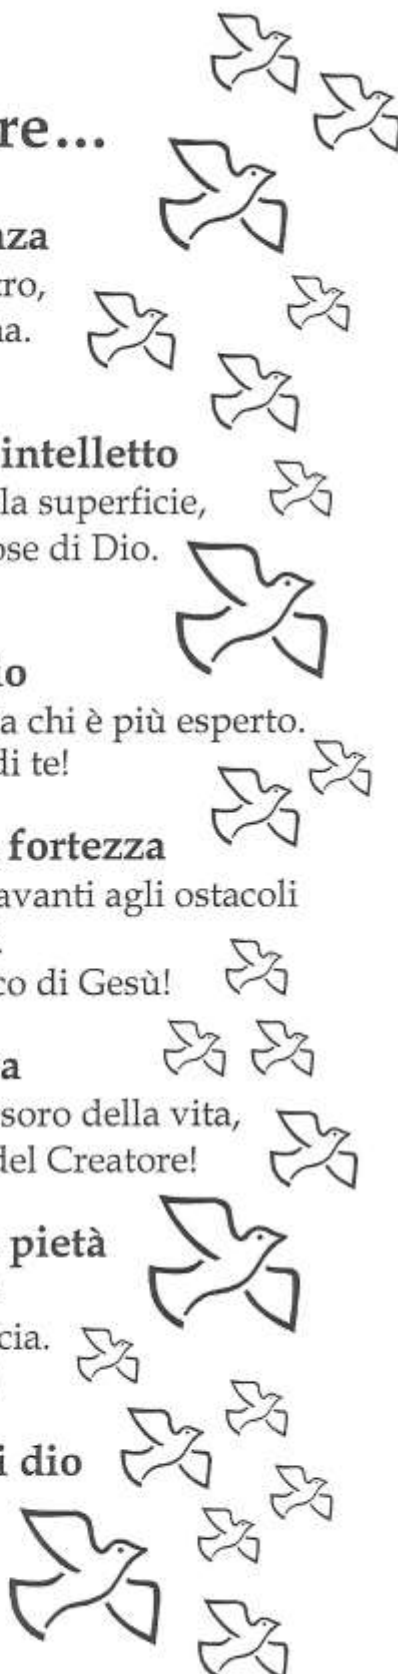 re...
nza
tro,
na.
intelletto
la superficie,
ose di Dio.
io
a chi è più esperto.
di te!
fortezza
avanti agli ostacoli
.
co di Gesù!
a
soro della vita,
del Creatore!
pietà
cia.
i dio